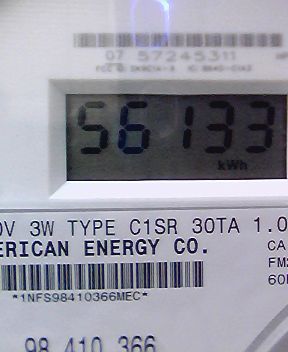 07 57245311
56133
kWh
0V 3W TYPE C1SR 30TA 1.0
ERICAN ENERGY CO.
CA
FM2
60
*1NFS98410366MEC*
98 410 366